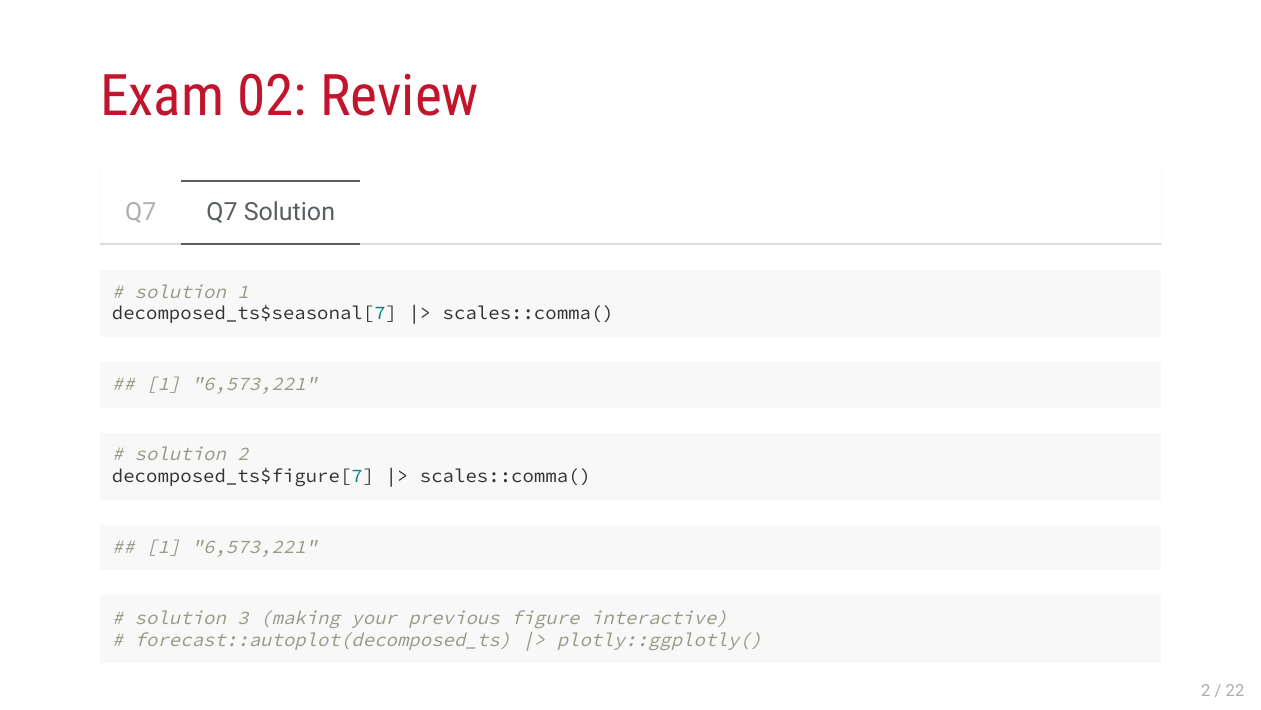 Exam 02: Review
Q7
Q7 Solution
# solution 1
decomposed_ts$seasonal[7] |> scales::comma()
## [1] "6,573,221"
# solution 2
decomposed_ts$figure[7] |> scales::comma()
## [1] "6,573,221"
# solution 3 (making your previous figure interactive)
# forecast::autoplot(decomposed_ts) |> plotly::ggplotly()
2 / 22